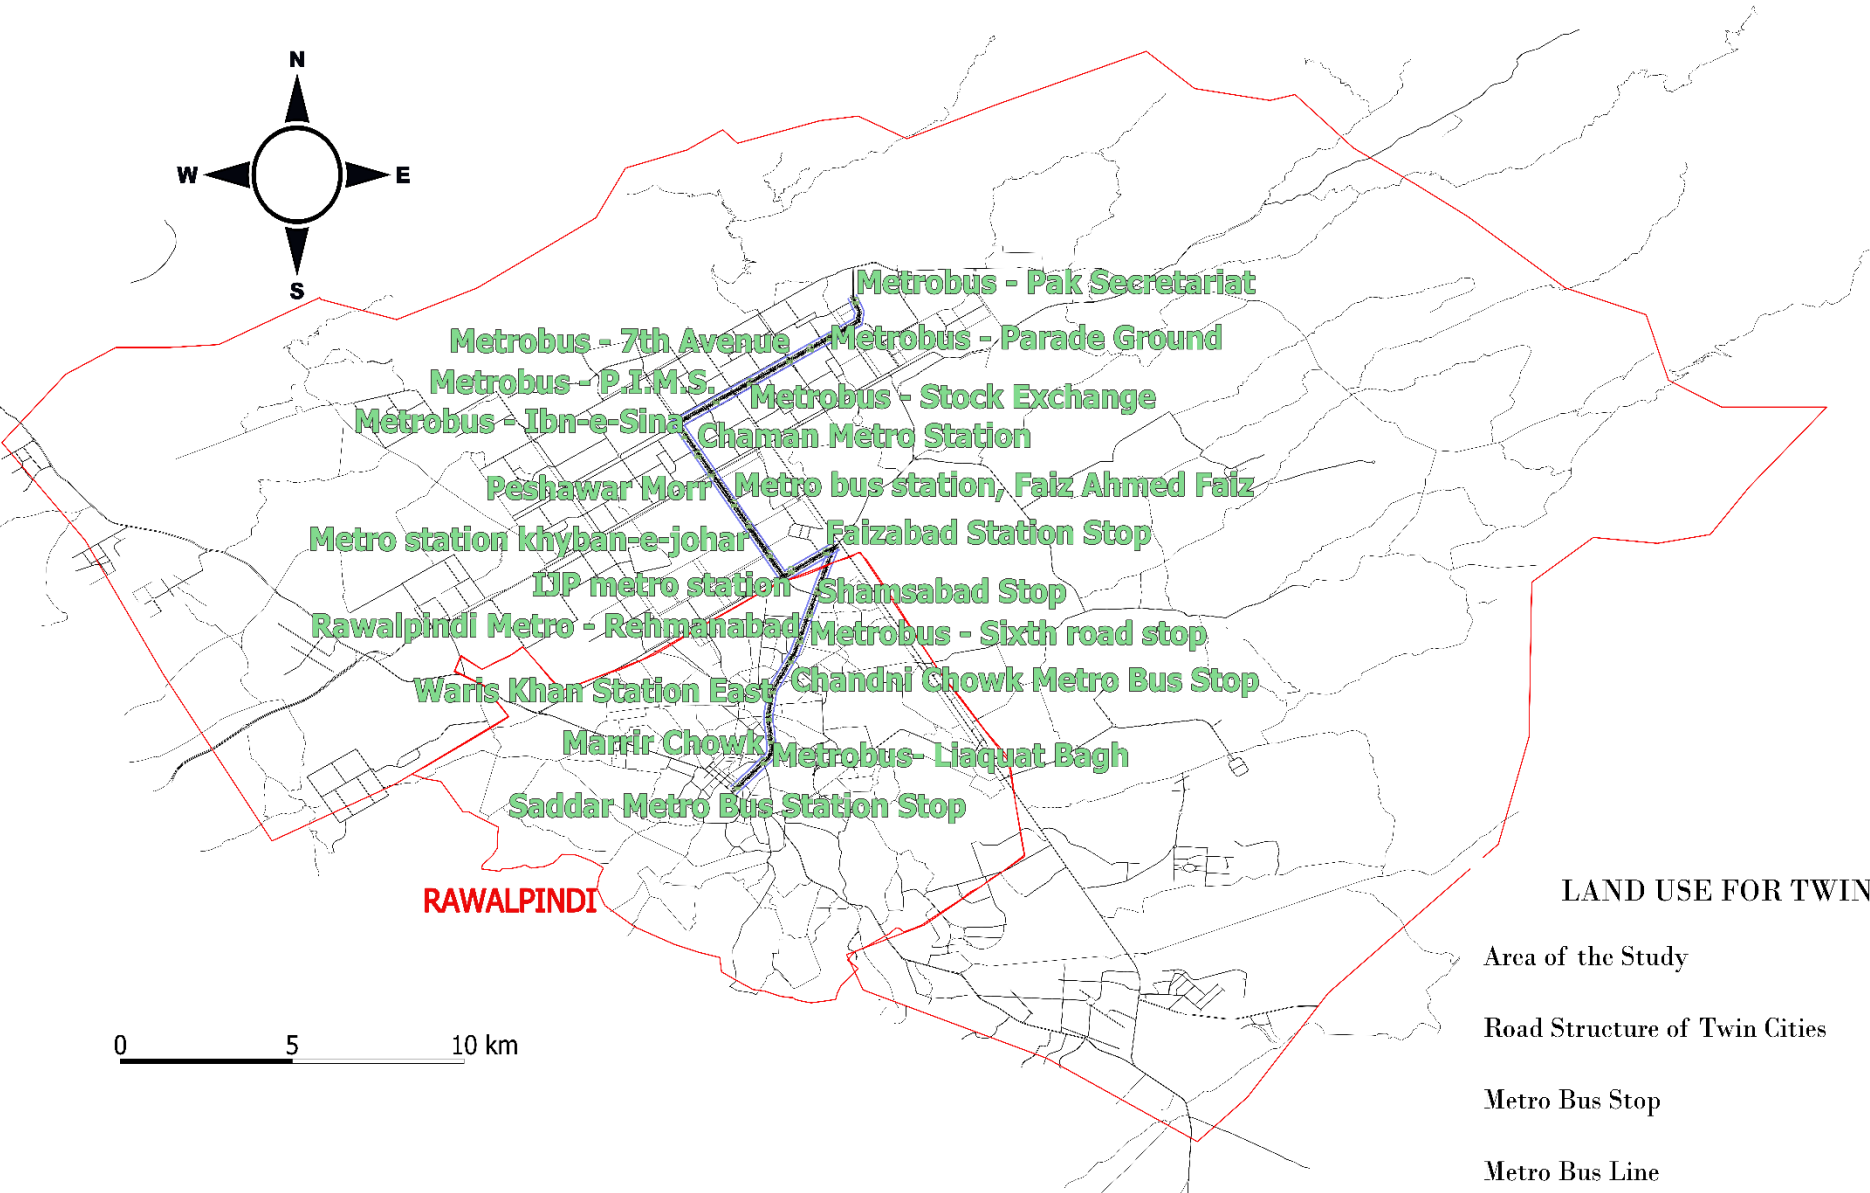 N
W
E
S
Metrobus - Pak Secretariat
Metrobus - 7th Avenue
Metrobus - Parade Ground
Metrobus - P.I.M.S.
Metrobus - Stock Exchange
Metrobus - Ibn-e-Sina
Chaman Metro Station
Peshawar Morr
Metro bus station, Faiz Ahmed Faiz
Metro station khyban-e-johar
Faizabad Station Stop
IJP metro station
Shamsabad Stop
Rawalpindi Metro - Rehmanabad
Metrobus - Sixth road stop
Waris Khan Station East
Chandni Chowk Metro Bus Stop
Marrir Chowk
Metrobus- Liaquat Bagh
Saddar Metro Bus Station Stop
RAWALPINDI
LAND USE FOR TWIN
Area of the Study
Road Structure of Twin Cities
Metro Bus Stop
Metro Bus Line
0 5 10 km